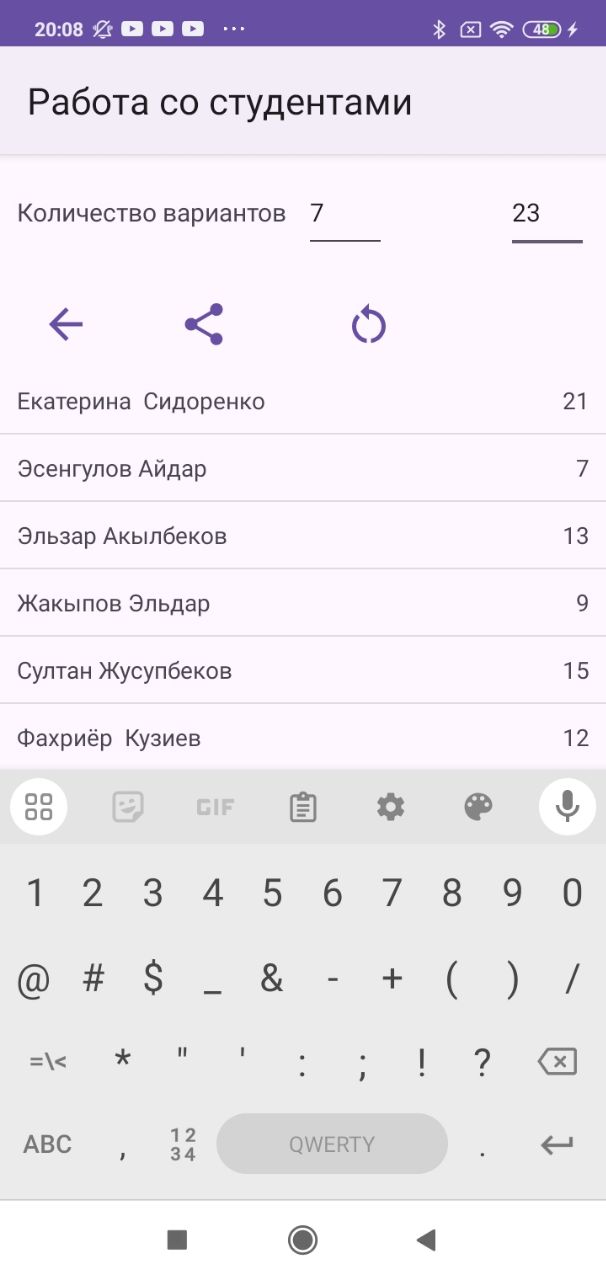 20:08 ... 48
Работа со студентами
Количество вариантов 7 23
Екатерина Сидоренко 21
Эсенгулов Айдар 7
Эльзар Акылбеков 13
Жакыпов Эльдар 9
Султан Жусупбеков 15
Фахриёр Кузиев 12
GIF
1 2 3 4 5 6 7 8 9 0
@ # $ _ & - + ( ) /
=\< * " ' : ; ! ?
ABC , 12 34 QWERTY .